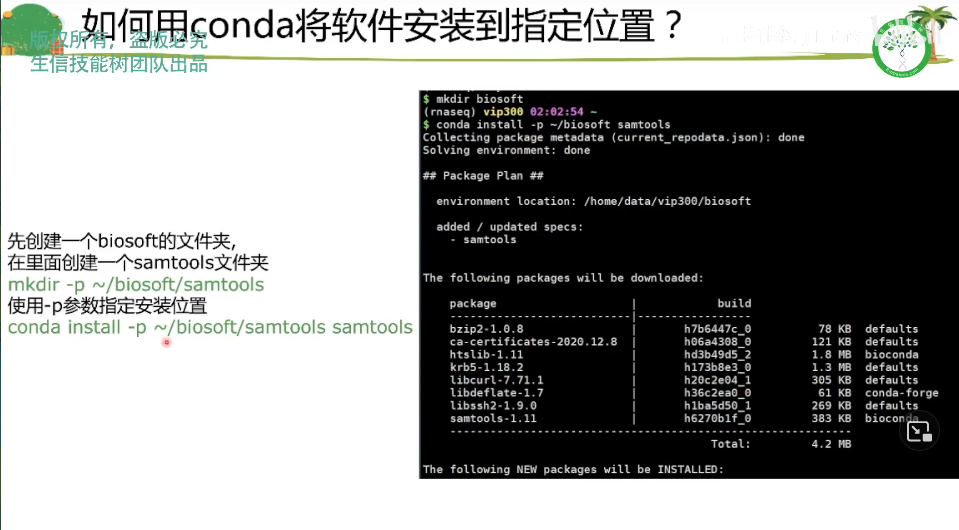 如何用conda将软件安装到指定位置？
版权所有，盗版必究
生信技能树团队出品
先创建一个biosoft的文件夹,
在里面创建一个samtools文件夹
mkdir -p ~/biosoft/samtools
使用-p参数指定安装位置
conda install -p ~/biosoft/samtools samtools
$ mkdir biosoft
(rnaseq) vip300 02:02:54 ~
$ conda install -p ~/biosoft samtools
Collecting package metadata (current_repodata.json): done
Solving environment: done
## Package Plan ##
environment location: /home/data/vip300/biosoft
added / updated specs:
- samtools
The following packages will be downloaded:
package | build
---------------------------|-----------------
bzip2-1.0.8 | h7b6447c_0 78 KB defaults
ca-certificates-2020.12.8 | h06a4308_0 121 KB defaults
htslib-1.11 | hd3b49d5_2 1.8 MB bioconda
krb5-1.18.2 | h173b8e3_0 1.3 MB defaults
libcurl-7.71.1 | h20c2e04_1 305 KB defaults
libdeflate-1.7 | h36c2ea0_0 61 KB conda-forge
libssh2-1.9.0 | h1ba5d50_1 269 KB defaults
samtools-1.11 | h6270b1f_0 383 KB bioconda
------------------------------------------------------------
Total: 4.2 MB
The following NEW packages will be INSTALLED: